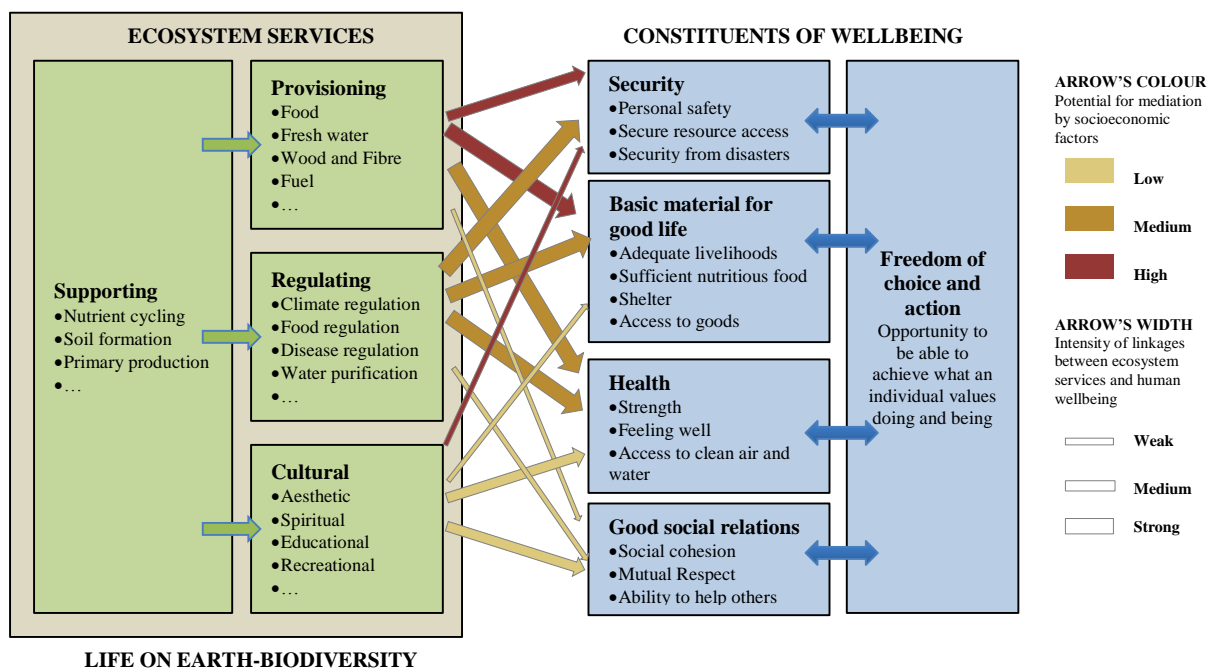 ECOSYSTEM SERVICES
Supporting
•Nutrient cycling
•Soil formation
•Primary production
•…
Provisioning
•Food
•Fresh water
•Wood and Fibre
•Fuel
•…
Regulating
•Climate regulation
•Food regulation
•Disease regulation
•Water purification
•…
Cultural
•Aesthetic
•Spiritual
•Educational
•Recreational
•…
LIFE ON EARTH-BIODIVERSITY
CONSTITUENTS OF WELLBEING
Security
•Personal safety
•Secure resource access
•Security from disasters
Basic material for
good life
•Adequate livelihoods
•Sufficient nutritious food
•Shelter
•Access to goods
Health
•Strength
•Feeling well
•Access to clean air and
water
Good social relations
•Social cohesion
•Mutual Respect
•Ability to help others
Freedom of
choice and
action
Opportunity to
be able to
achieve what an
individual values
doing and being
ARROW'S COLOUR
Potential for mediation
by socioeconomic
factors
Low
Medium
High
ARROW'S WIDTH
Intensity of linkages
between ecosystem
services and human
wellbeing
Weak
Medium
Strong